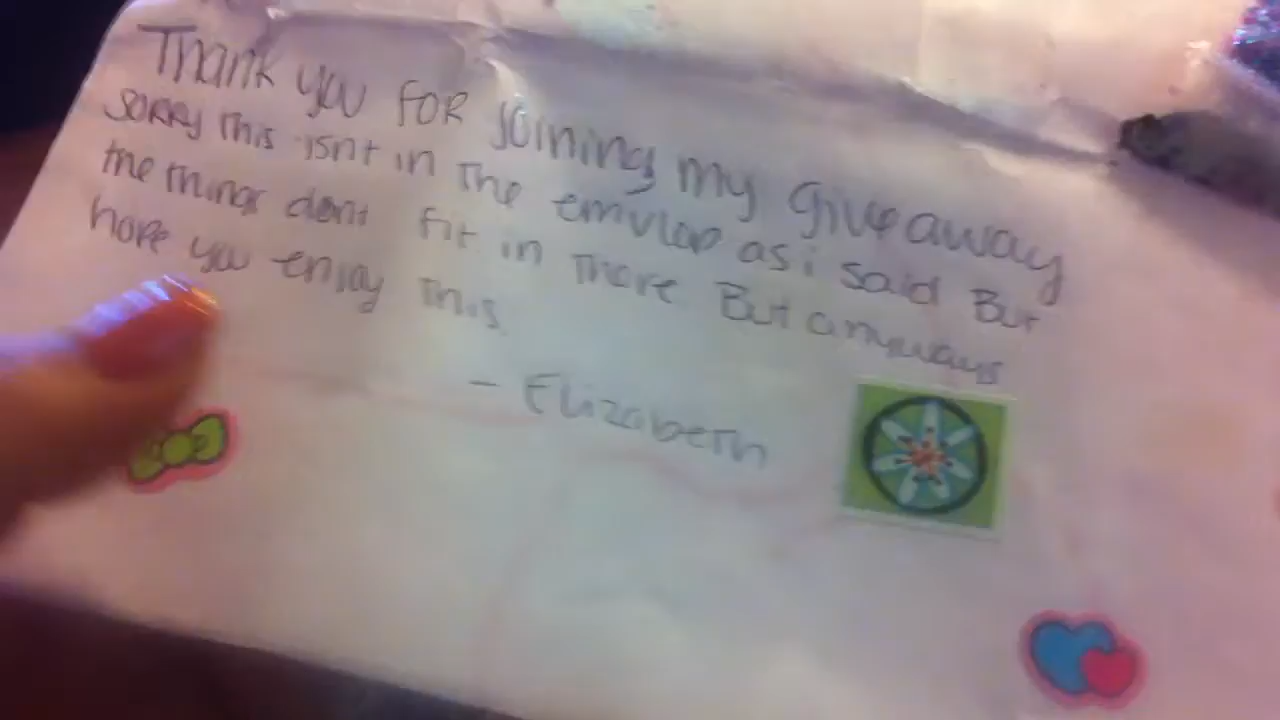 Thank you FOR joining my giveaway
SORRY This isnt in The emvlop as i said But
the things dont fit in There But anyways
hope you enjoy This
- Elizabeth